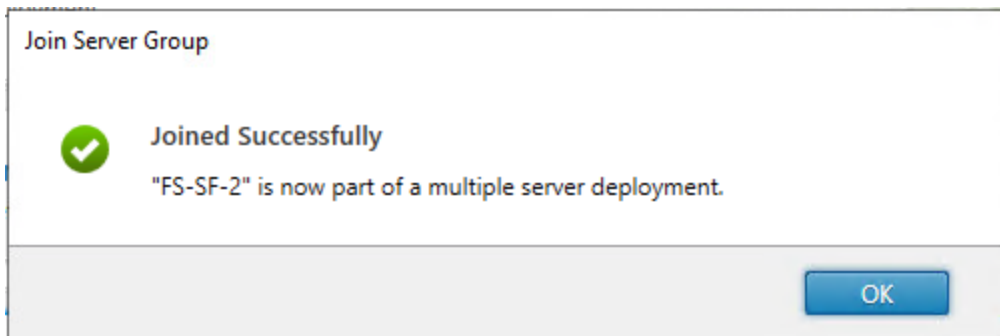 Join Server Group
Joined Successfully
"FS-SF-2" is now part of a multiple server deployment.
OK